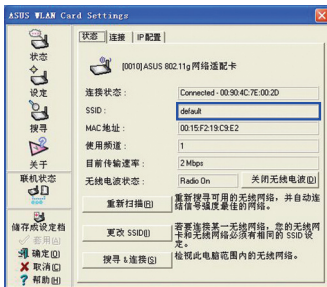 ASUS WLAN Card Settings
状态
设定
搜寻
关于
联机状态
储存成设定档
套用(A)
确定(O)
取消(C)
帮助(H)
状态 连接 IP配置
[0010] ASUS 802.11g 网络适配卡
连接状态: Connected - 00:90:4C:7E:00:2D
SSID: default
MAC地址: 00:15:F2:19:C9:E2
使用频道: 1
目前传输速率: 2 Mbps
无线电波状态: Radio On 关闭无线电波(D)
重新扫描(R) 重新搜寻可用的无线网络,并自动连结信号强度最佳的网络。
更改 SSID(I) 若要连接某一无线网络,您的无线网卡和无线网络必须有相同的 SSID 设定。
搜寻 &连接(S) 检视此电脑范围内的无线网络。